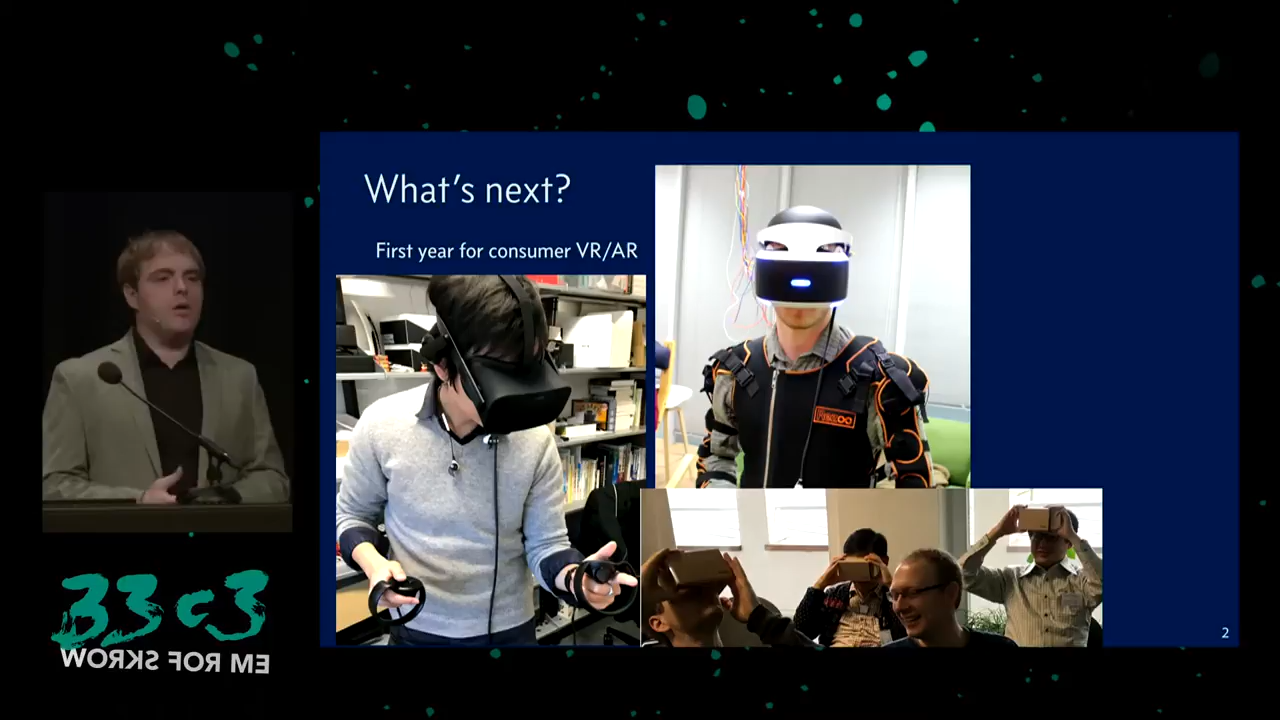 What's next?
First year for consumer VR/AR
33C3
WORKS FOR ME
2